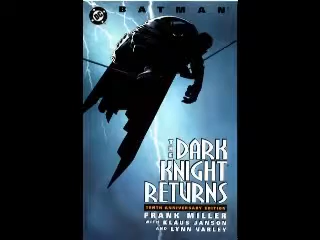 DC
BATMAN
THE DARK
KNIGHT
RETURNS
TENTH ANNIVERSARY EDITION
FRANK MILLER
WITH KLAUS JANSON
AND LYNN VARLEY